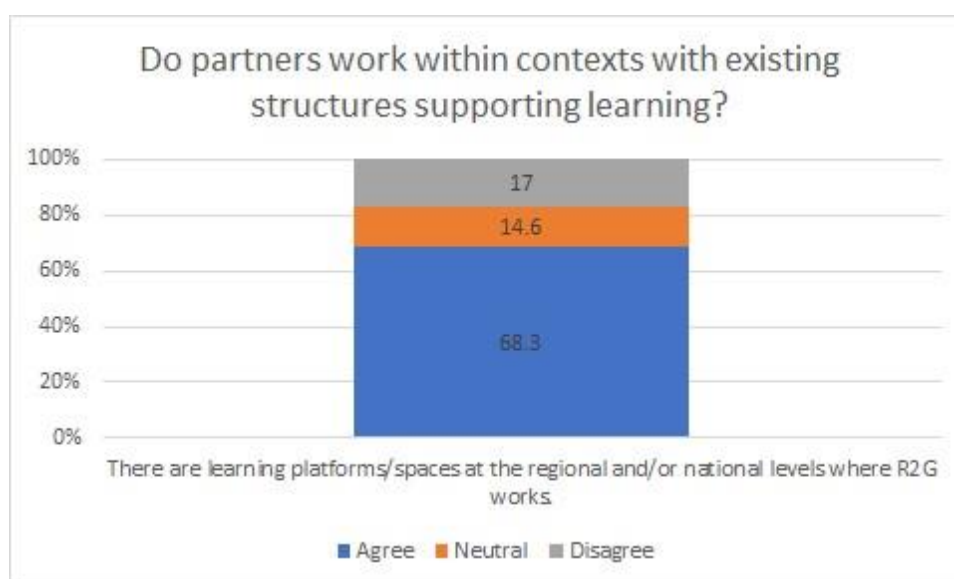 Do partners work within contexts with existing
structures supporting learning?
100%
80%
60%
40%
20%
0%
17
14.6
68.3
There are learning platforms/spaces at the regional and/or national levels where R2G
works.
Agree Neutral Disagree